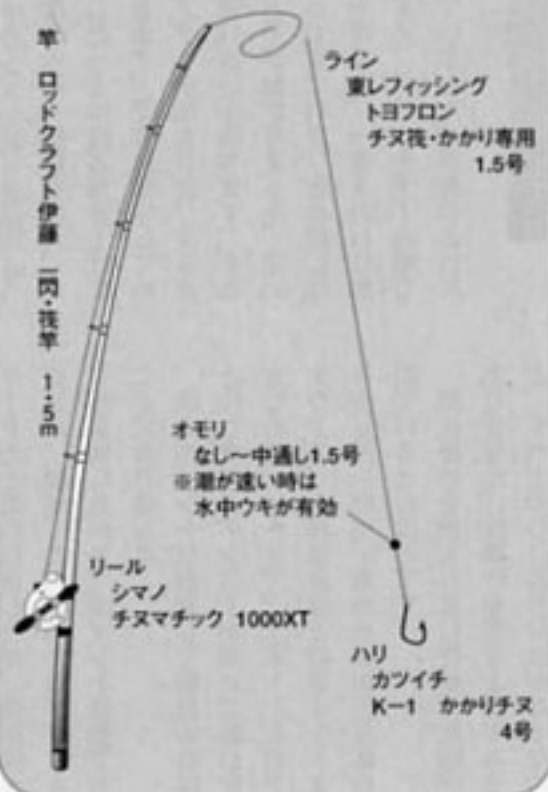 竿 ロッドクラフト伊藤 一閃・筏竿 1・5m
ライン
東レフィッシング
トヨフロン
チヌ筏・かかり専用
1.5号
オモリ
なし〜中通し1.5号
※潮が速い時は
水中ウキが有効
リール
シマノ
チヌマチック 1000XT
ハリ
カツイチ
K-1 かかりチヌ
4号